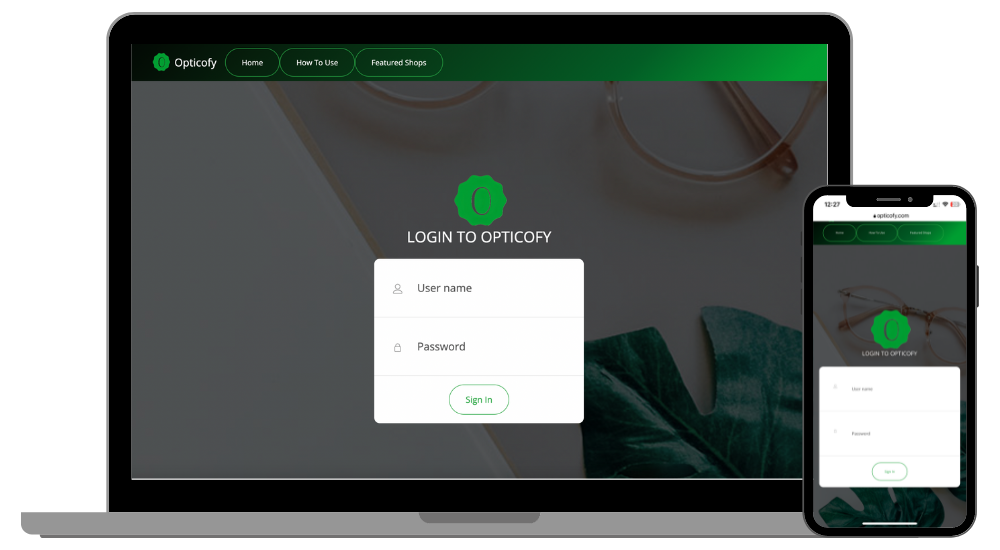 Opticofy
Home
How To Use
Featured Shops
O
LOGIN TO OPTICOFY
User name
Password
Sign In
12:27
opticofy.com
Home
How To Use
Featured Shops
O
LOGIN TO OPTICOFY
User name
Password
Sign In